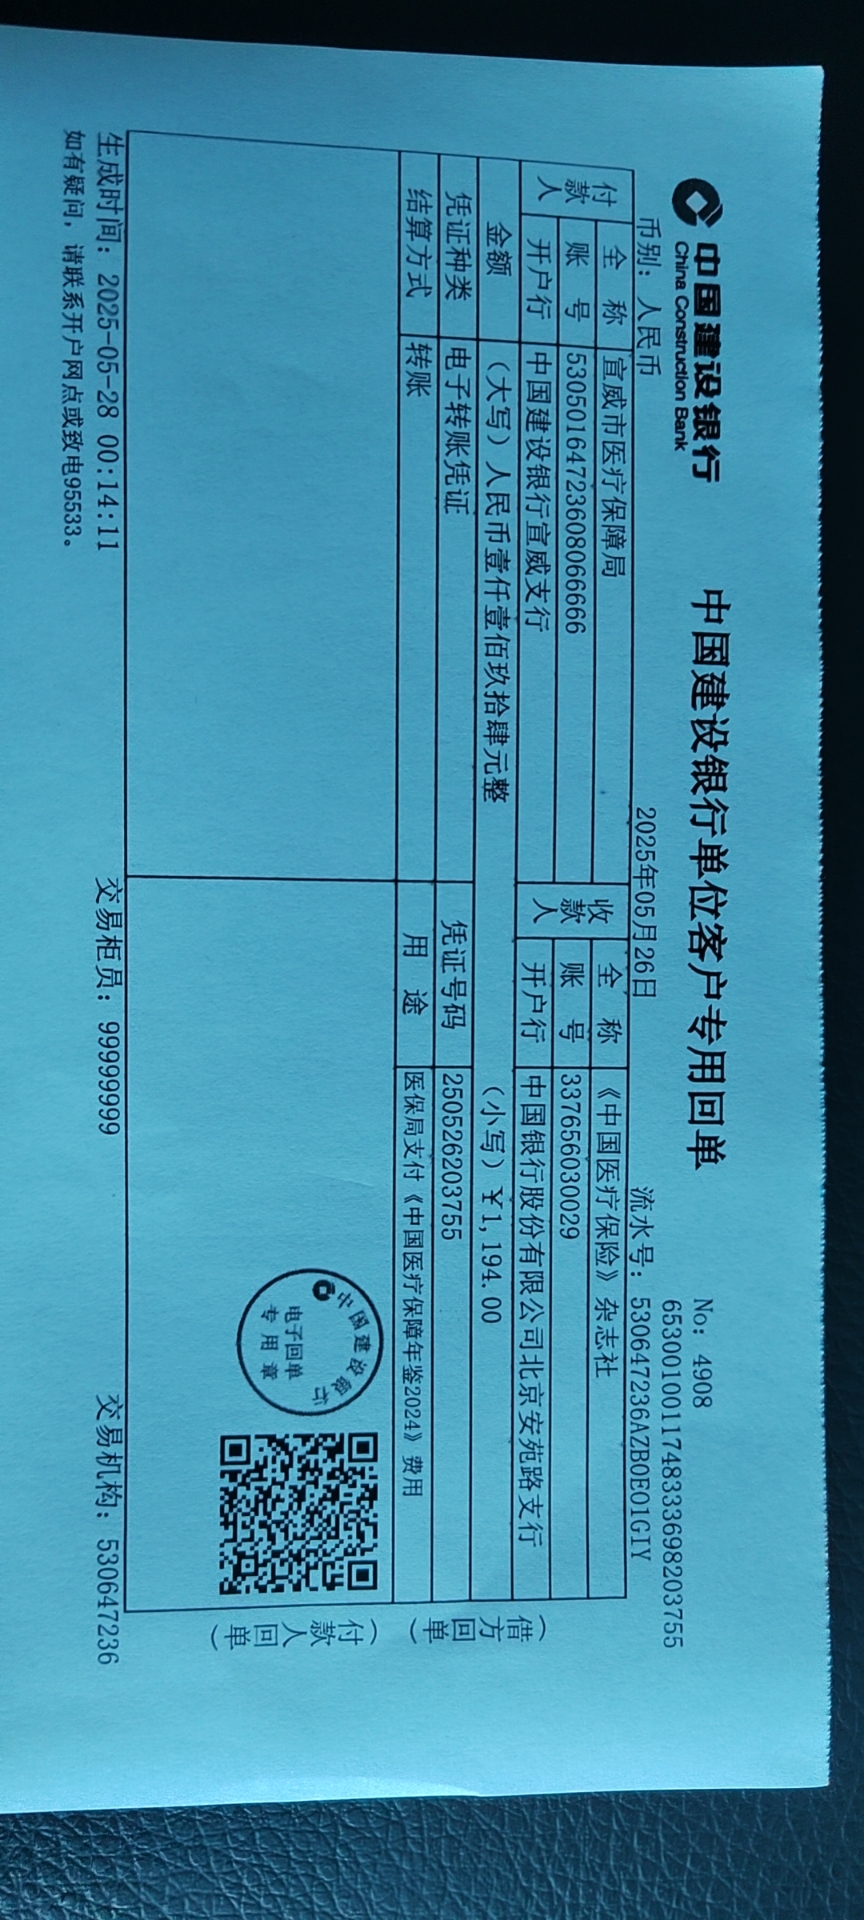 中国建设银行
China Construction Bank
中国建设银行单位客户专用回单
No: 4908
653001001174833369820​3755
币别: 人民币
2025年05月26日
流水号: 530647236AZB0E01GIY
付款人
全 称 宣威市医疗保障局
账 号 53050164723608066666
开户行 中国建设银行宣威支行
收款人
全 称 《中国医疗保险》杂志社
账 号 337656030029
开户行 中国银行股份有限公司北京安苑路支行
金额 (大写)人民币壹仟壹佰玖拾肆元整 (小写)¥1,194.00
凭证种类 电子转账凭证 凭证号码 250526203755
结算方式 转账 用 途 医保局支付《中国医疗保障年鉴2024》费用
中国建设银行
电子回单
专用章
(借方回单)
(付款人回单)
生成时间: 2025-05-28 00:14:11 交易柜员: 999999999 交易机构: 530647236
如有疑问, 请联系开户网点或致电95533。